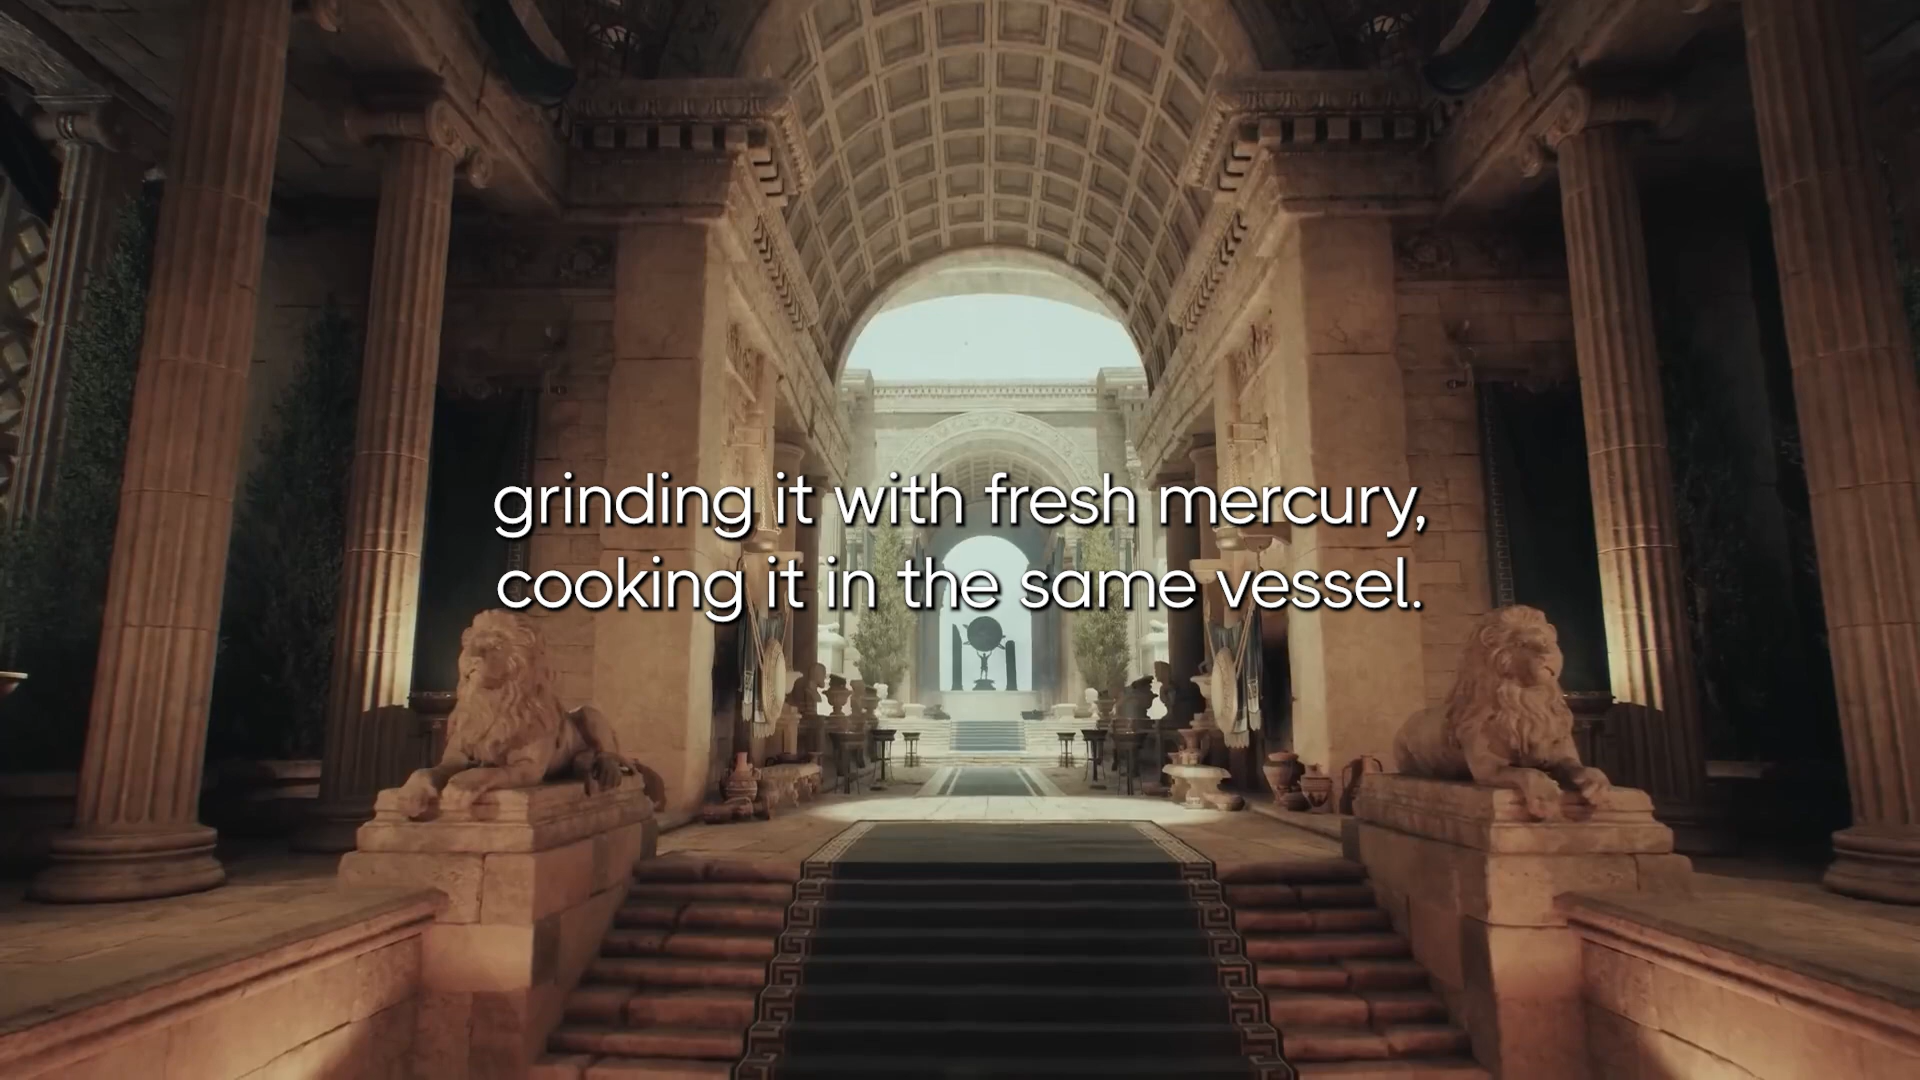 grinding it with fresh mercury,
cooking it in the same vessel.